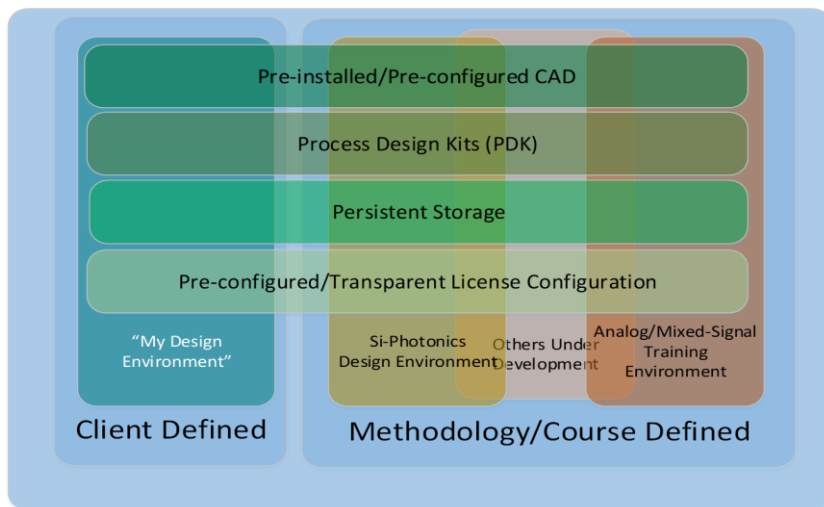 Pre-installed/Pre-configured CAD
Process Design Kits (PDK)
Persistent Storage
Pre-configured/Transparent License Configuration
“My Design
Environment”
Si-Photonics
Design Environment
Others Under
Development
Analog/Mixed-Signal
Training
Environment
Client Defined
Methodology/Course Defined